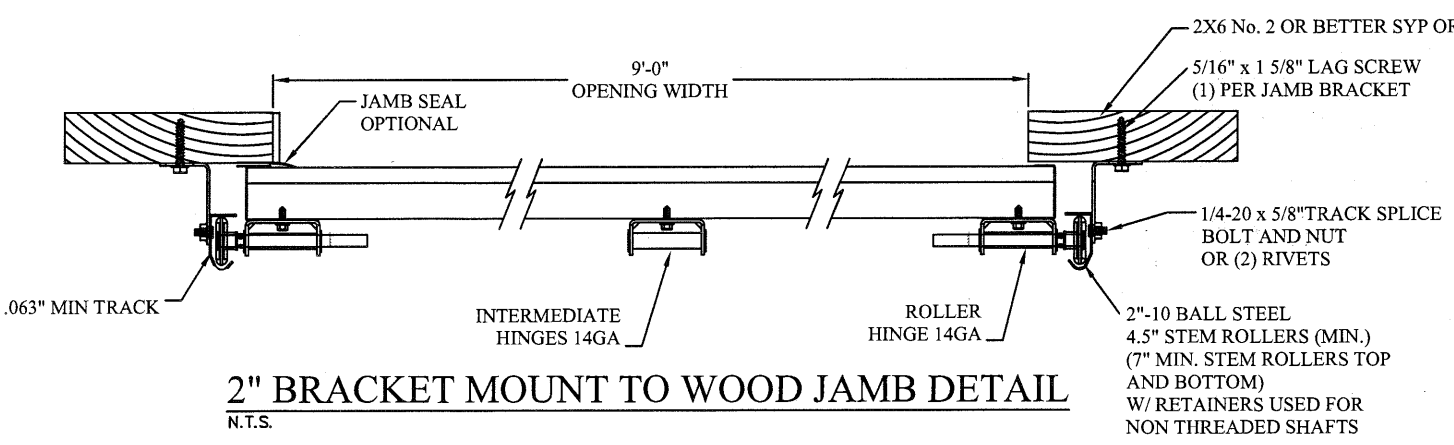 2X6 No. 2 OR BETTER SYP OR
5/16" x 1 5/8" LAG SCREW
(1) PER JAMB BRACKET
9'-0"
OPENING WIDTH
JAMB SEAL
OPTIONAL
1/4-20 x 5/8"TRACK SPLICE
BOLT AND NUT
OR (2) RIVETS
.063" MIN TRACK
INTERMEDIATE
HINGES 14GA
ROLLER
HINGE 14GA
2"-10 BALL STEEL
4.5" STEM ROLLERS (MIN.)
(7" MIN. STEM ROLLERS TOP
AND BOTTOM)
W/ RETAINERS USED FOR
NON THREADED SHAFTS
2" BRACKET MOUNT TO WOOD JAMB DETAIL
N.T.S.